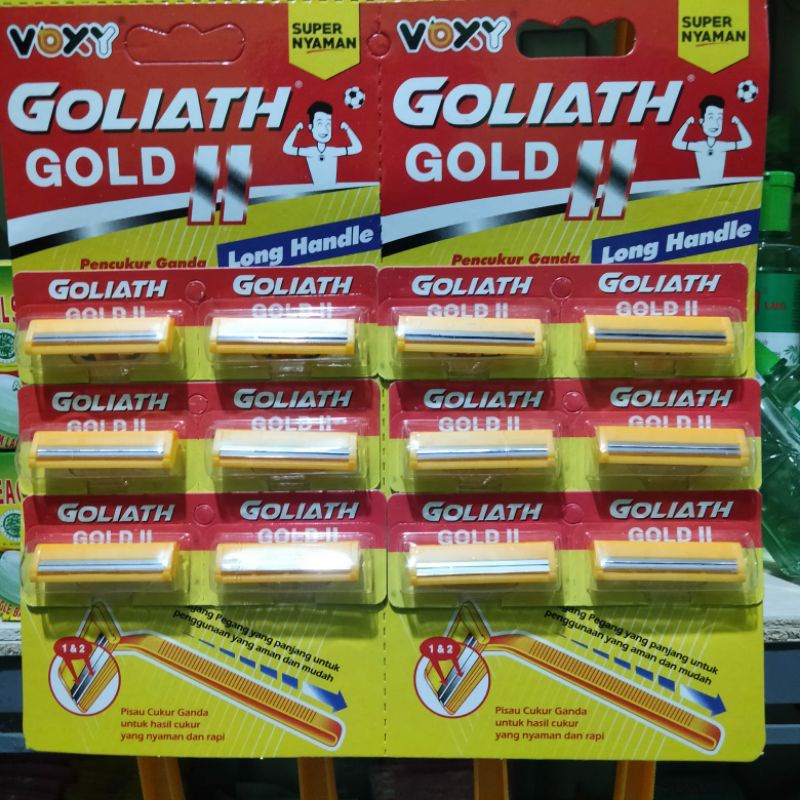 VOXY
SUPER
NYAMAN
GOLIATH®
GOLD II
Pencukur Ganda
Long Handle
VOXY
SUPER
NYAMAN
GOLIATH®
GOLD II
Pencukur Ganda
Long Handle
GOLIATH GOLIATH GOLIATH GOLIATH
GOLD II GOLD II GOLD II GOLD II
GOLIATH GOLIATH GOLIATH GOLIATH
GOLD II GOLD II GOLD II GOLD II
GOLIATH GOLIATH GOLIATH GOLIATH
GOLD II GOLD II GOLD II GOLD II
Pegang yang panjang untuk
penggunaan yang aman dan mudah
1 & 2
Pisau Cukur Ganda
untuk hasil cukur
yang nyaman dan rapi
Pegang yang panjang untuk
penggunaan yang aman dan mudah
1 & 2
Pisau Cukur Ganda
untuk hasil cukur
yang nyaman dan rapi